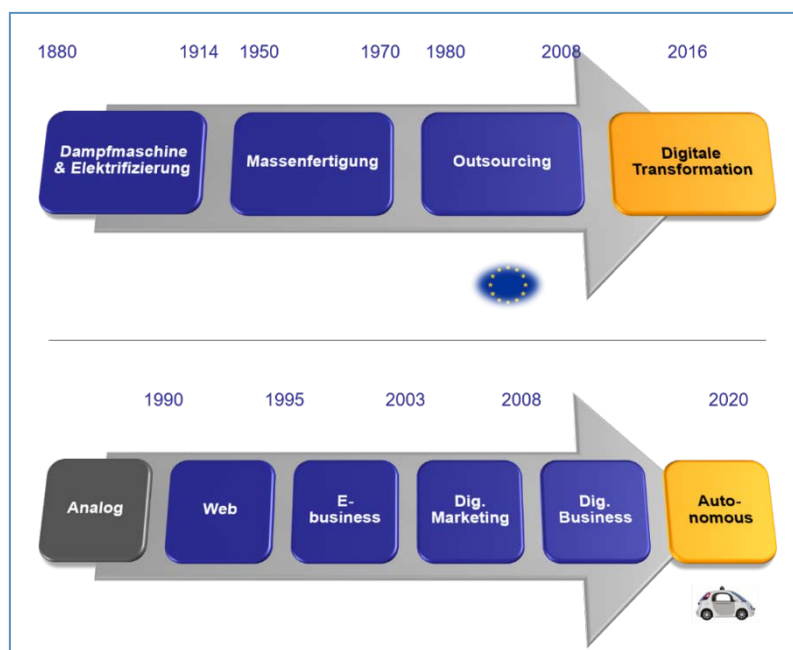 1880 1914 1950 1970 1980 2008 2016
Dampfmaschine
& Elektrifizierung
Massenfertigung
Outsourcing
Digitale
Transformation
1990 1995 2003 2008 2020
Analog
Web
E-
business
Dig.
Marketing
Dig.
Business
Auto-
nomous